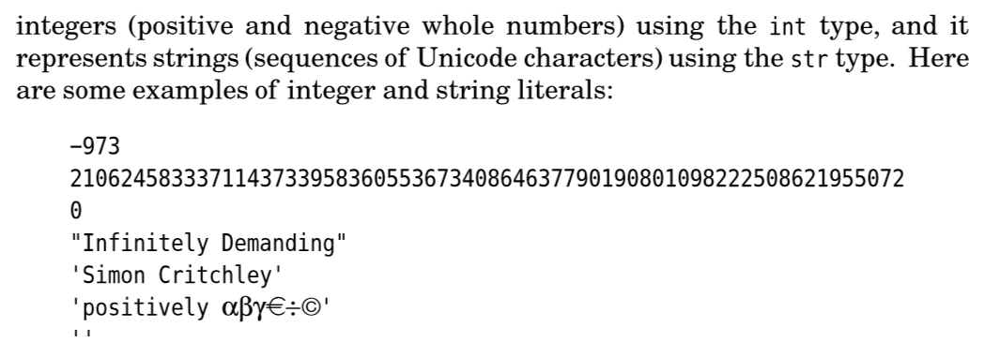 integers (positive and negative whole numbers) using the int type, and it
represents strings (sequences of Unicode characters) using the str type. Here
are some examples of integer and string literals:
-973
210624583337114373395836055367340864637790190801098222508621955072
0
"Infinitely Demanding"
'Simon Critchley'
'positively αβγ€÷©'
''